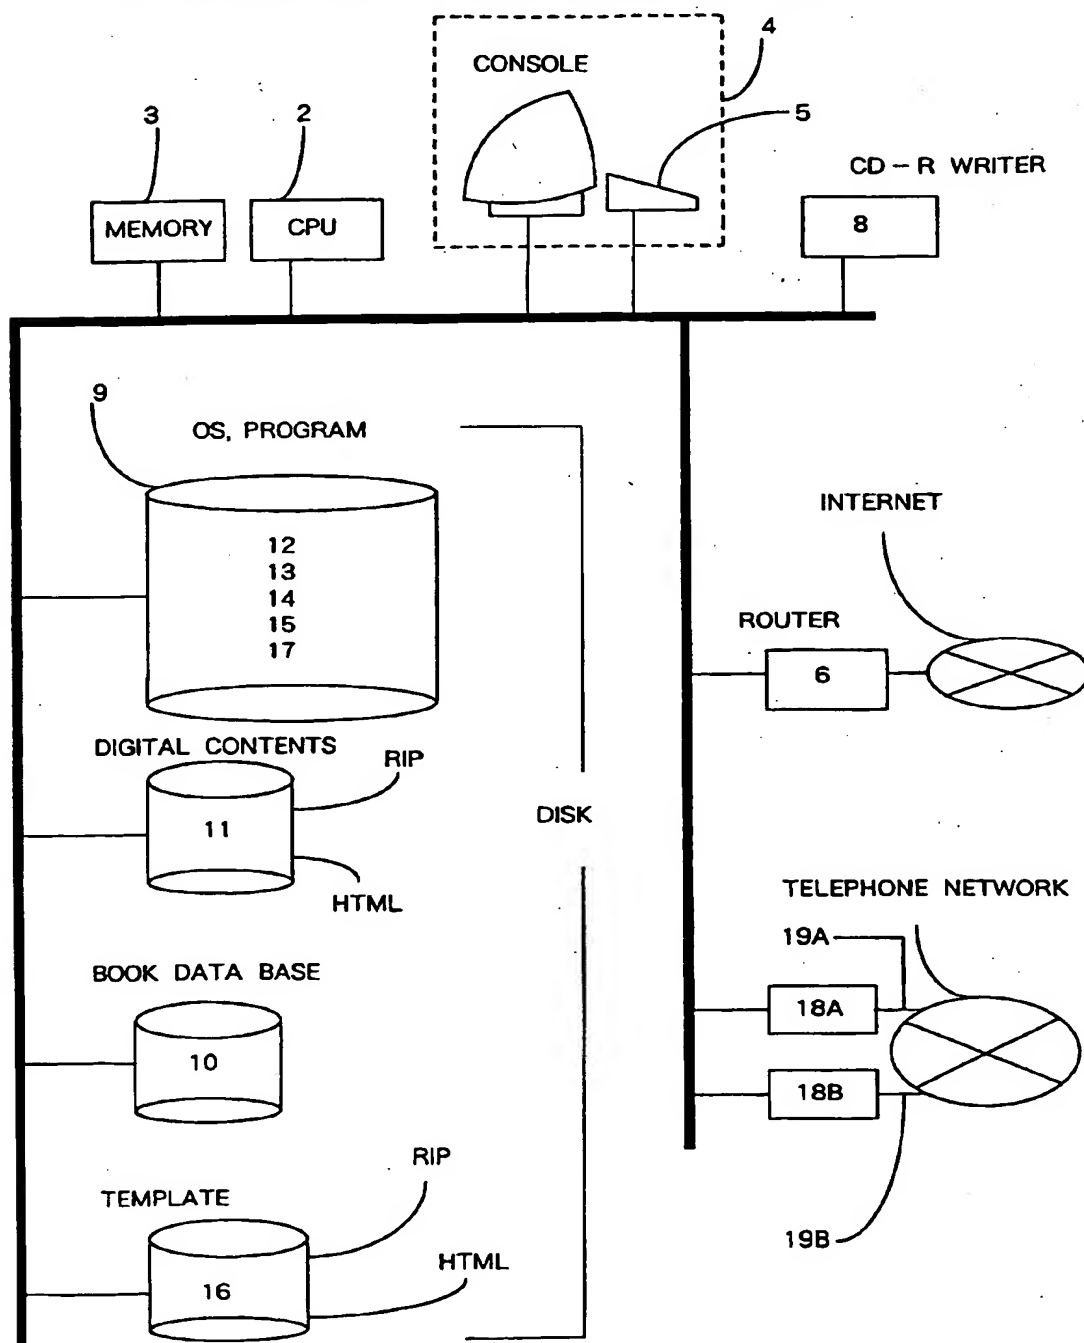 4
CONSOLE
3
2
5
CD-R WRITER
MEMORY
CPU
8
9
OS, PROGRAM
12
13
14
15
17
INTERNET
ROUTER
6
DIGITAL CONTENTS
RIP
11
HTML
DISK
TELEPHONE NETWORK
19A
18A
18B
19B
BOOK DATA BASE
10
TEMPLATE
RIP
16
HTML